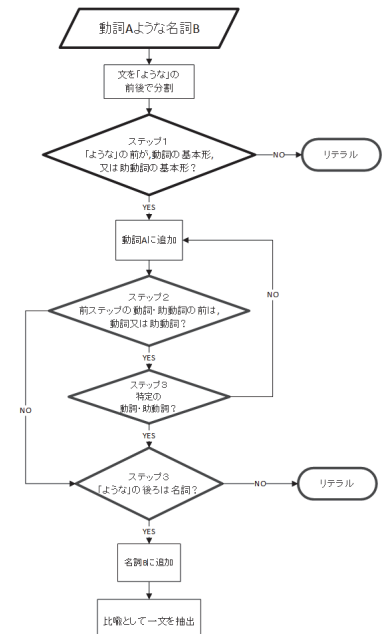 動詞Aような名詞B
文を「ような」の
前後で分割
ステップ1
「ような」の前が,動詞の基本形,
又は助動詞の基本形？
NO
リテラル
YES
動詞Aに追加
ステップ２
前ステップの動詞・助動詞の前は,
動詞又は助動詞？
NO
YES
ステップ３
特定の
動詞・助動詞？
NO
YES
ステップ３
「ような」の後ろは名詞？
NO
リテラル
YES
名詞Bに追加
比喩として一文を抽出